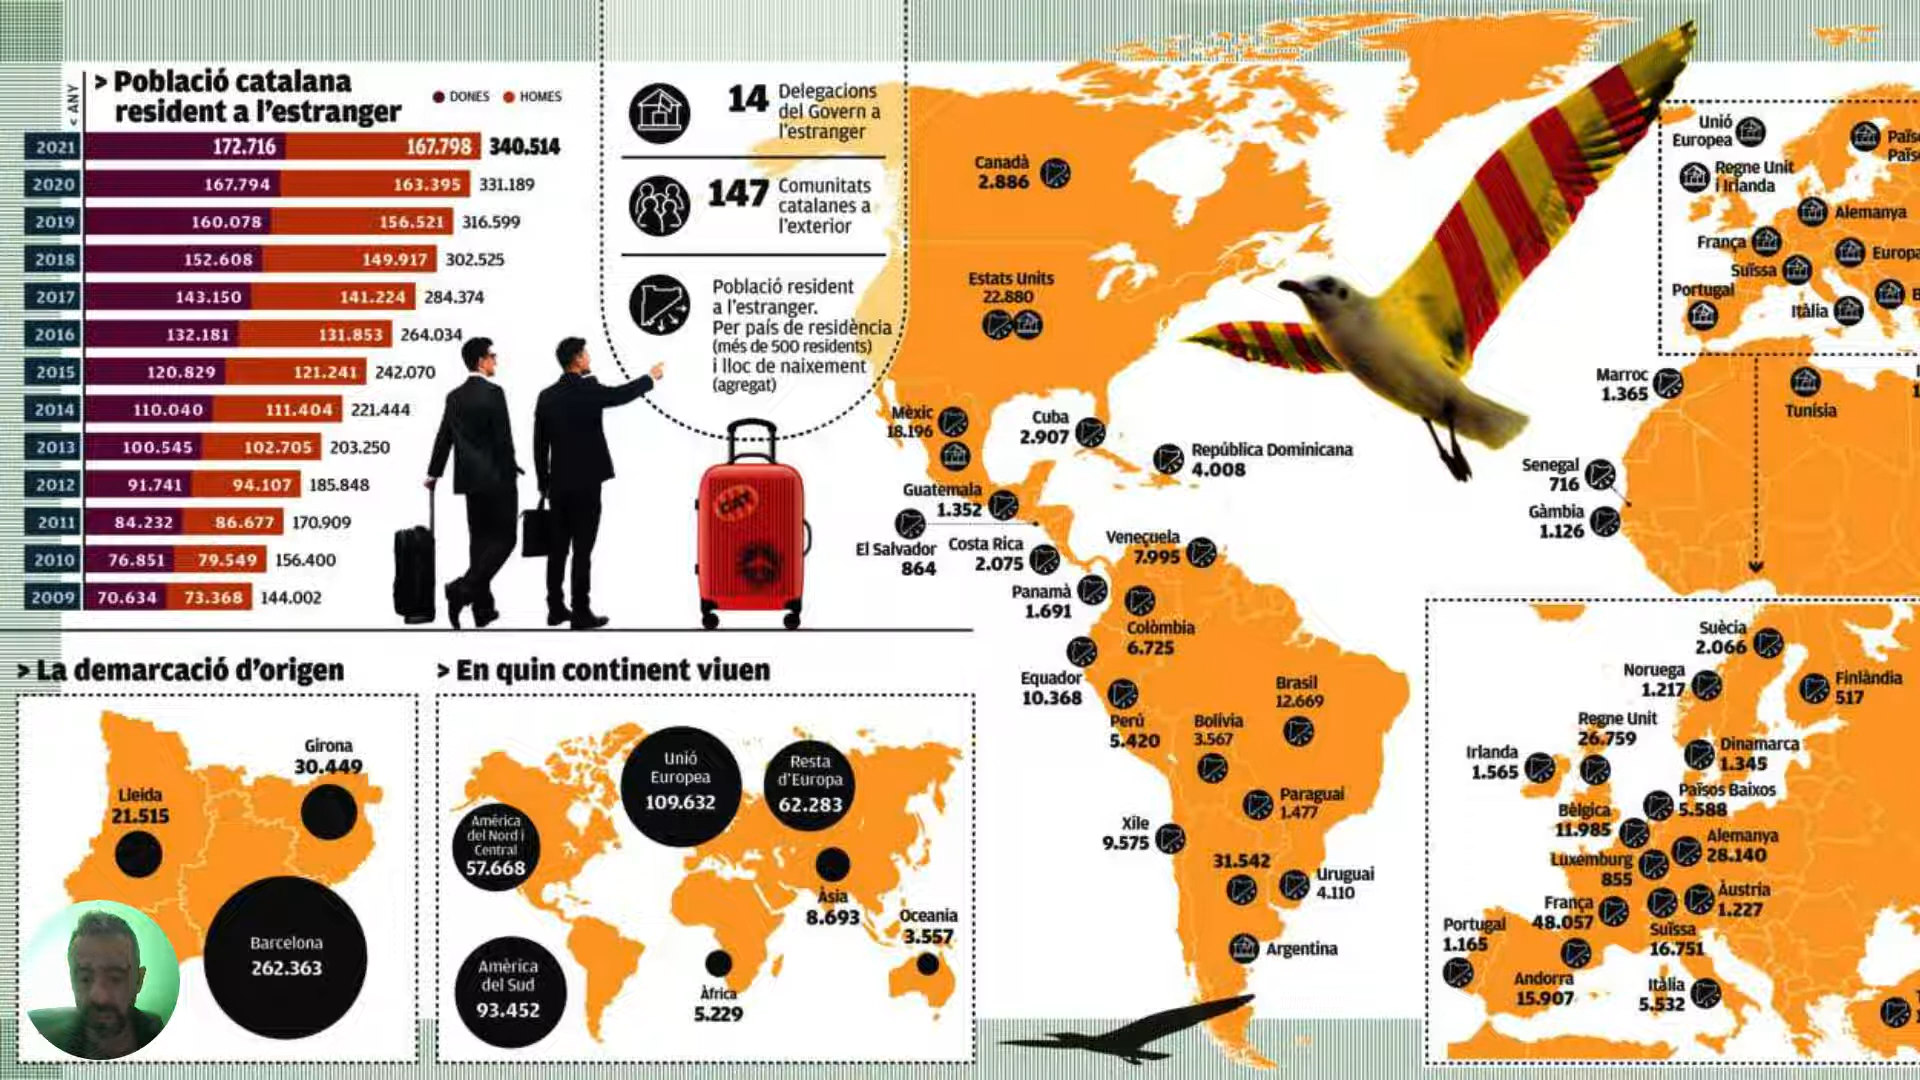 > Població catalana
resident a l'estranger
DONES HOMES
< ANY
2021 172.716 167.798 340.514
2020 167.794 163.395 331.189
2019 160.078 156.521 316.599
2018 152.608 149.917 302.525
2017 143.150 141.224 284.374
2016 132.181 131.853 264.034
2015 120.829 121.241 242.070
2014 110.040 111.404 221.444
2013 100.545 102.705 203.250
2012 91.741 94.107 185.848
2011 84.232 86.677 170.909
2010 76.851 79.549 156.400
2009 70.634 73.368 144.002
14 Delegacions
del Govern a
l'estranger
147 Comunitats
catalanes a
l'exterior
Població resident
a l'estranger.
Per país de residència
(més de 500 residents)
i lloc de naixement
(agregat)
CAT
> La demarcació d'origen
Girona
30.449
Lleida
21.515
Barcelona
262.363
> En quin continent viuen
Unió
Europea
109.632
Resta
d'Europa
62.283
Amèrica
del Nord i
Central
57.668
Àsia
8.693
Oceania
3.557
Amèrica
del Sud
93.452
Àfrica
5.229
Canadà
2.886
Estats Units
22.880
Mèxic
18.196
Cuba
2.907
República Dominicana
4.008
Guatemala
1.352
El Salvador
864
Costa Rica
2.075
Veneçuela
7.995
Panamà
1.691
Colòmbia
6.725
Equador
10.368
Perú
5.420
Bolívia
3.567
Brasil
12.669
Paraguai
1.477
Xile
9.575
31.542
Uruguai
4.110
Argentina
Unió
Europea
Regne Unit
i Irlanda
Alemanya
França
Suïssa
Portugal
Itàlia
Marroc
1.365
Tunísia
Senegal
716
Gàmbia
1.126
Suècia
2.066
Noruega
1.217
Finlàndia
517
Regne Unit
26.759
Irlanda
1.565
Dinamarca
1.345
Països Baixos
5.588
Bèlgica
11.985
Alemanya
28.140
Luxemburg
855
Àustria
1.227
França
48.057
Suïssa
16.751
Portugal
1.165
Andorra
15.907
Itàlia
5.532